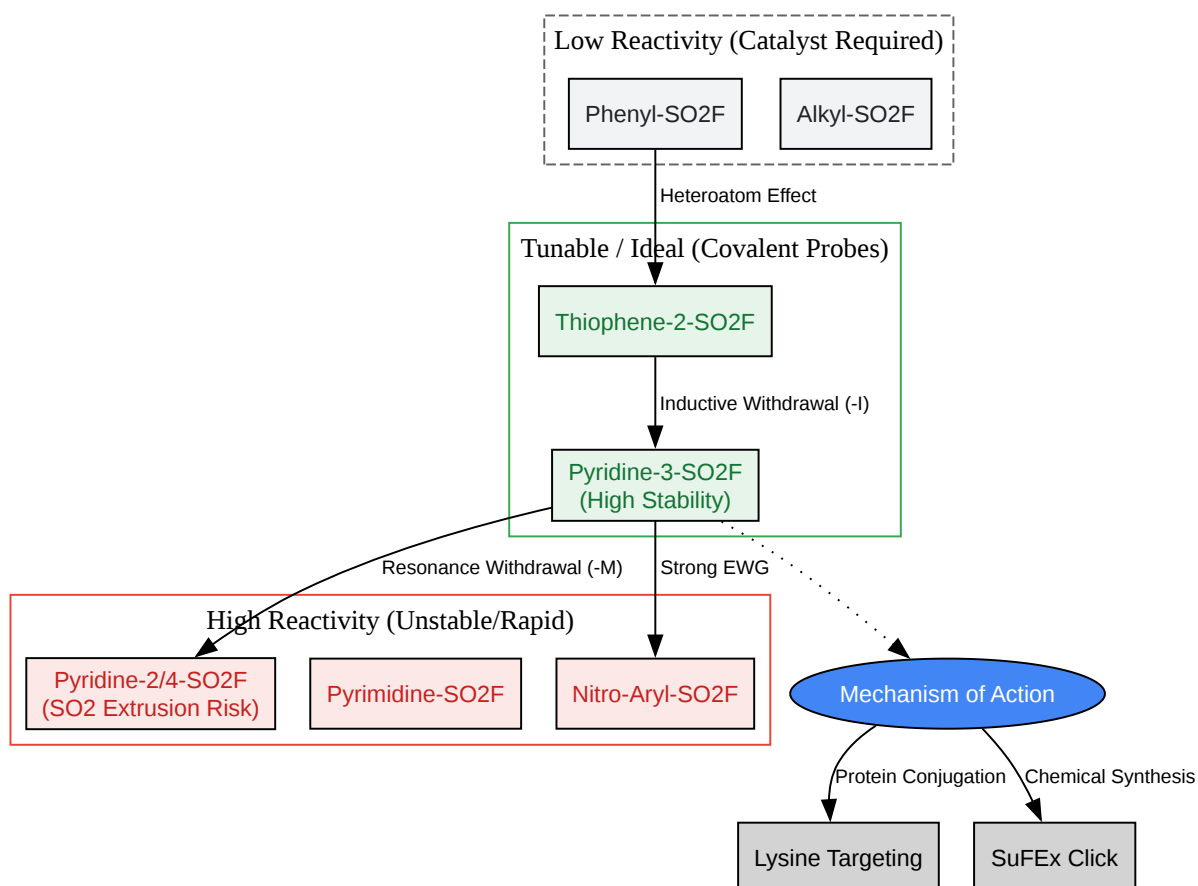 Low Reactivity (Catalyst Required)
Phenyl-SO2F
Alkyl-SO2F
Heteroatom Effect
Tunable / Ideal (Covalent Probes)
Thiophene-2-SO2F
Inductive Withdrawal (-I)
Pyridine-3-SO2F
(High Stability)
Resonance Withdrawal (-M)
Strong EWG
High Reactivity (Unstable/Rapid)
Pyridine-2/4-SO2F
(SO2 Extrusion Risk)
Pyrimidine-SO2F
Nitro-Aryl-SO2F
Mechanism of Action
Protein Conjugation
Chemical Synthesis
Lysine Targeting
SuFEx Click